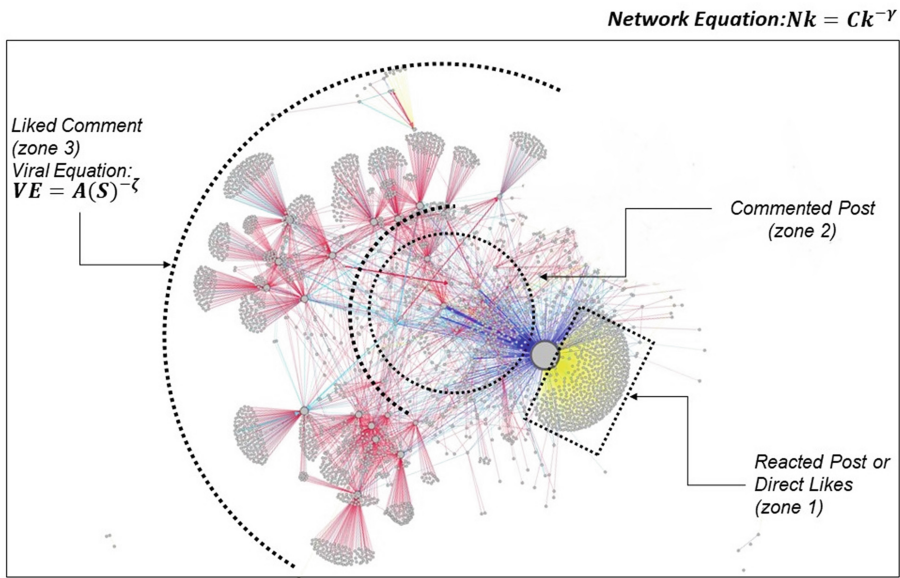 Network Equation:Nk = Ck^−γ
Liked Comment
(zone 3)
Viral Equation:
VE = A(S)^−ζ
Commented Post
(zone 2)
Reacted Post or
Direct Likes
(zone 1)